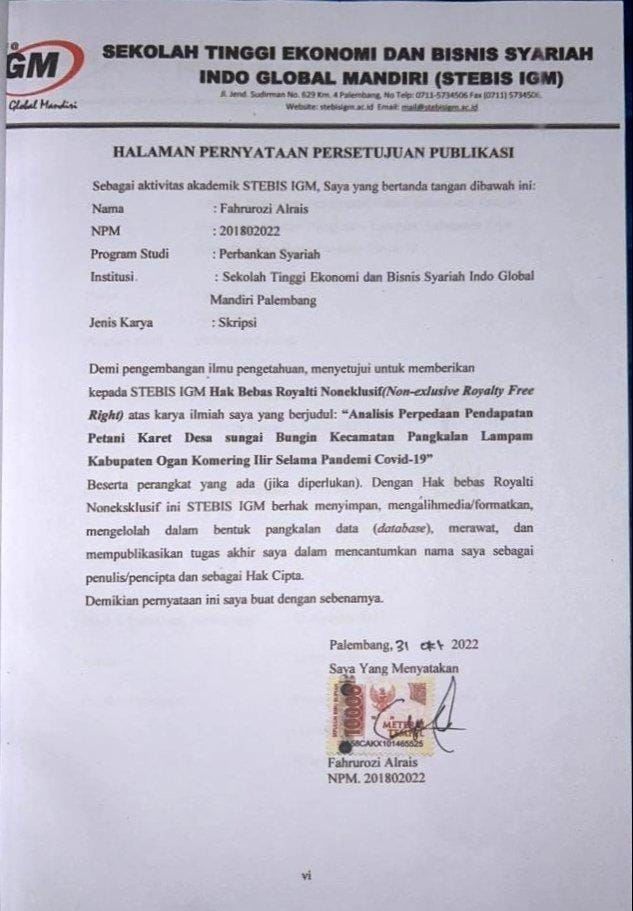 IGM
Global Mandiri
SEKOLAH TINGGI EKONOMI DAN BISNIS SYARIAH
INDO GLOBAL MANDIRI (STEBIS IGM)
Jl. Jend. Sudirman No. 629 Km. 4 Palembang, No Telp: 0711-5734506 Fax (0711) 5734506,
Website: stebisigm.ac.id Email: mail@stebisigm.ac.id
HALAMAN PERNYATAAN PERSETUJUAN PUBLIKASI
Sebagai aktivitas akademik STEBIS IGM, Saya yang bertanda tangan dibawah ini:
Nama : Fahrurozi Alrais
NPM : 201802022
Program Studi : Perbankan Syariah
Institusi : Sekolah Tinggi Ekonomi dan Bisnis Syariah Indo Global
Mandiri Palembang
Jenis Karya : Skripsi
Demi pengembangan ilmu pengetahuan, menyetujui untuk memberikan
kepada STEBIS IGM Hak Bebas Royalti Noneklusif(Non-exlusive Royalty Free
Right) atas karya ilmiah saya yang berjudul: “Analisis Perpedaan Pendapatan
Petani Karet Desa sungai Bungin Kecamatan Pangkalan Lampam
Kabupaten Ogan Komering Ilir Selama Pandemi Covid-19”
Beserta perangkat yang ada (jika diperlukan). Dengan Hak bebas Royalti
Noneksklusif ini STEBIS IGM berhak menyimpan, mengalihmedia/formatkan,
mengelolah dalam bentuk pangkalan data (database), merawat, dan
mempublikasikan tugas akhir saya dalam mencantumkan nama saya sebagai
penulis/pencipta dan sebagai Hak Cipta.
Demikian pernyataan ini saya buat dengan sebenarnya.
Palembang, 31 okt 2022
Saya Yang Menyatakan
10000
METERAI
TEMPEL
58CAKX101465525
Fahrurozi Alrais
NPM. 201802022
vi